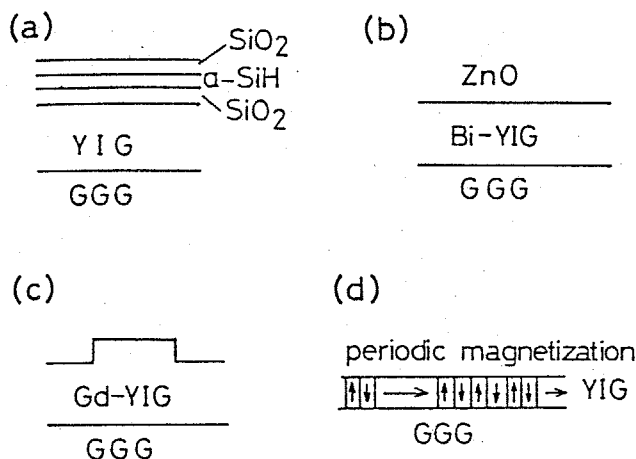 (a)
SiO2
a-SiH
SiO2
YIG
GGG
(b)
ZnO
Bi-YIG
GGG
(c)
Gd-YIG
GGG
(d)
periodic magnetization
YIG
GGG